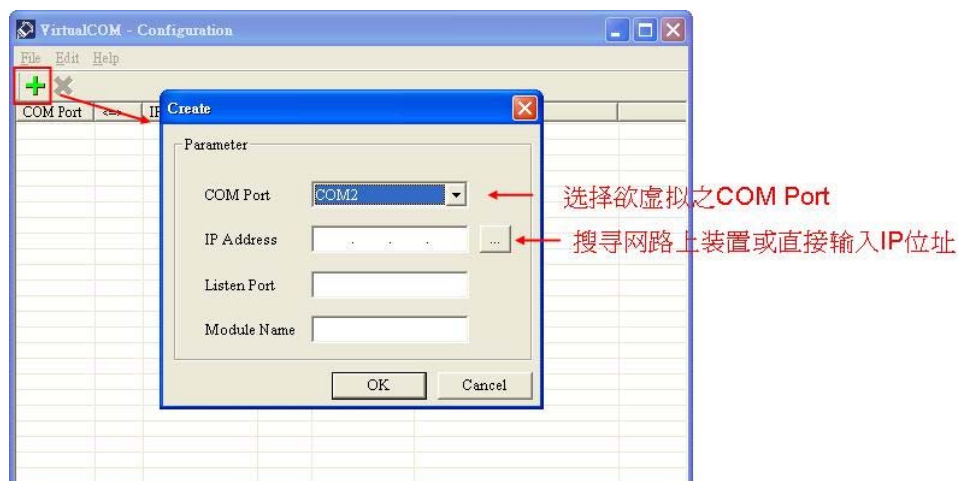 VirtualCOM - Configuration
File Edit Help
COM Port <=> IP
Create
Parameter
COM Port COM2
选择欲虚拟之COM Port
IP Address . . . ...
搜寻网路上装置或直接输入IP位址
Listen Port
Module Name
OK Cancel